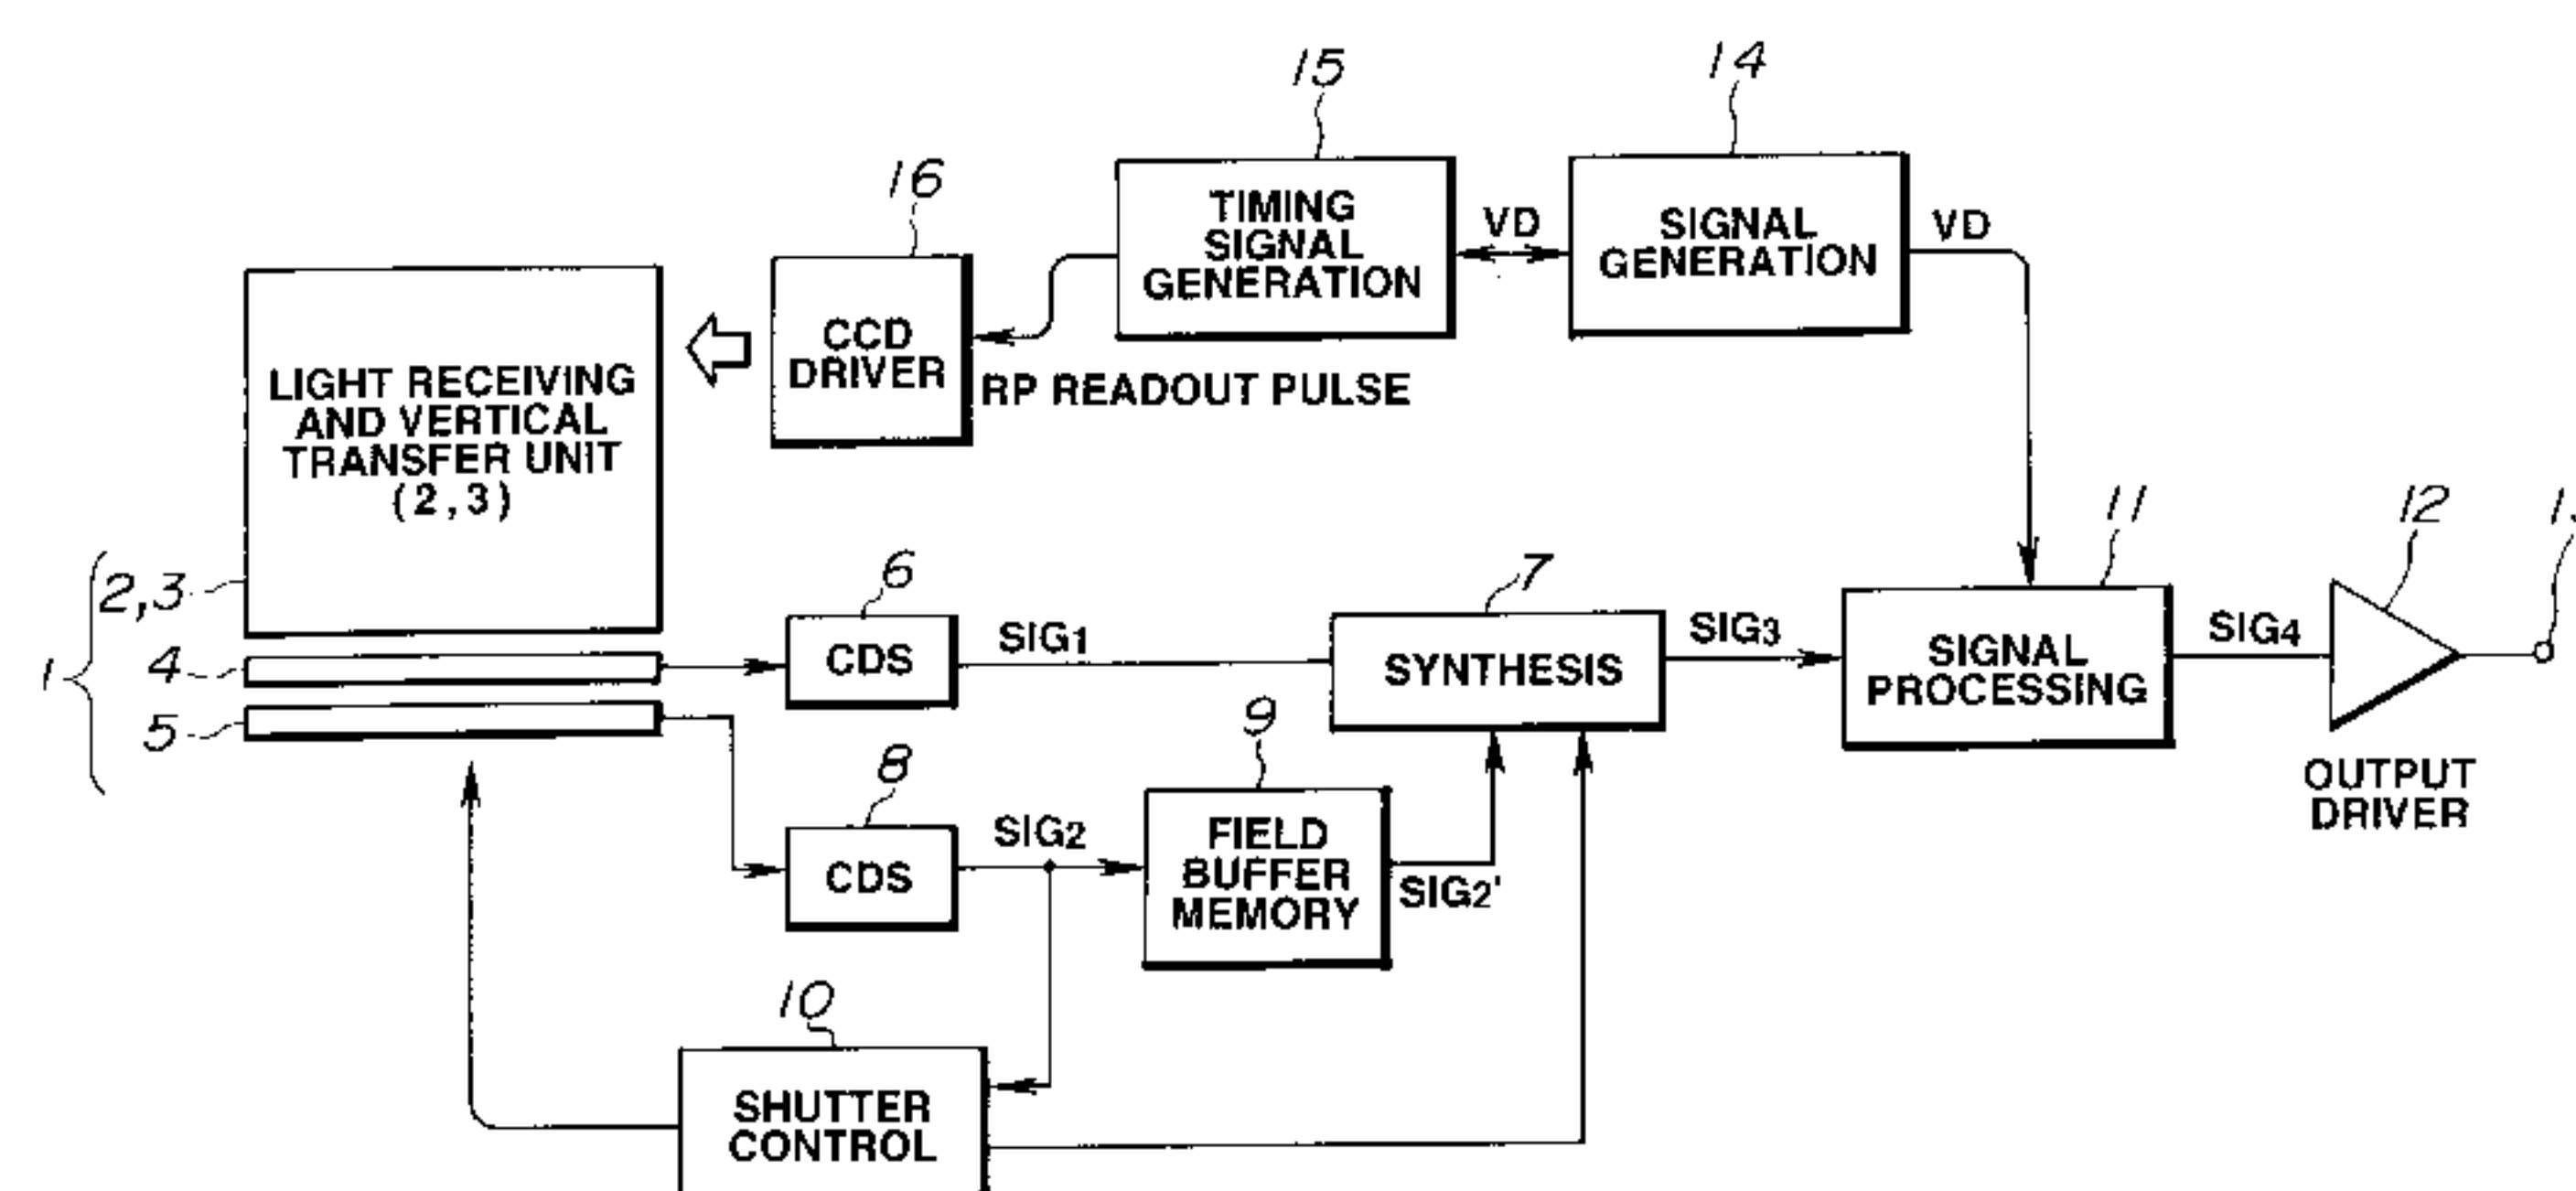 15
14
16
TIMING
SIGNAL
GENERATION
VD
SIGNAL
GENERATION
VD
CCD
DRIVER
RP READOUT PULSE
LIGHT RECEIVING
AND VERTICAL
TRANSFER UNIT
(2,3)
1
2,3
4
5
6
CDS
SIG1
7
SYNTHESIS
SIG3
11
SIGNAL
PROCESSING
SIG4
12
OUTPUT
DRIVER
8
CDS
SIG2
9
FIELD
BUFFER
MEMORY
SIG2'
10
SHUTTER
CONTROL